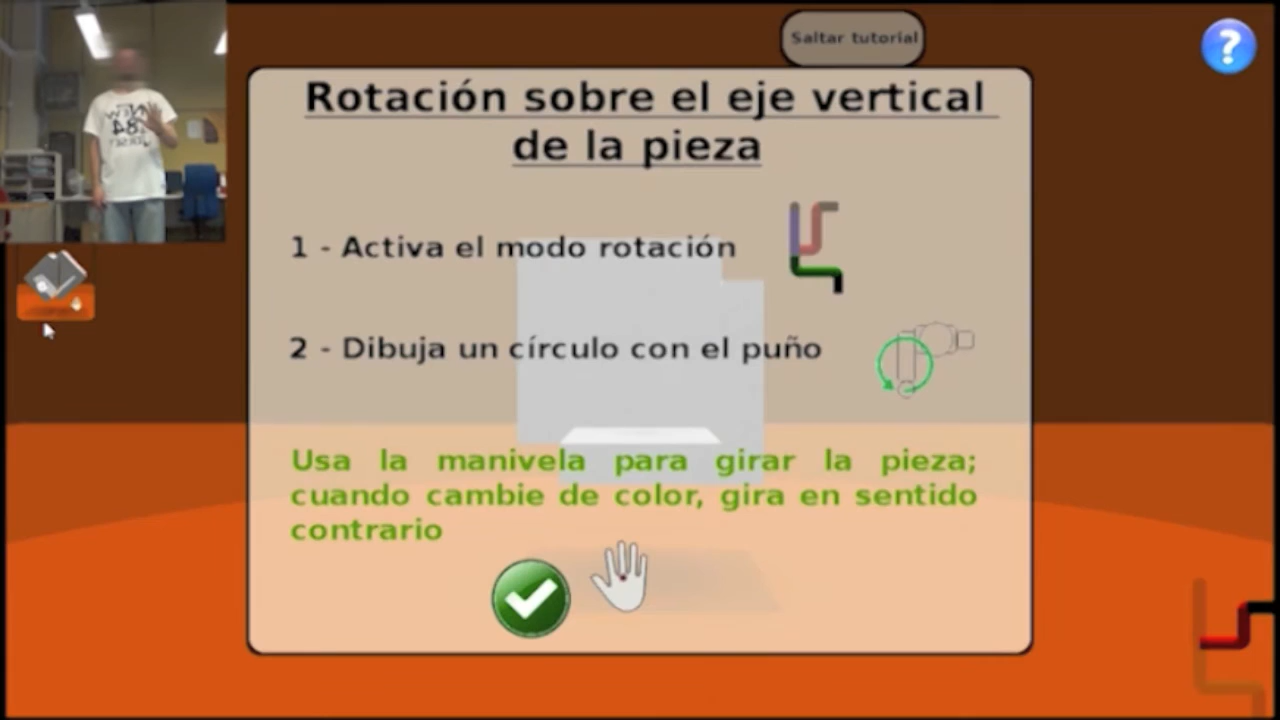 Saltar tutorial
?
Rotación sobre el eje vertical
de la pieza
1 - Activa el modo rotación
2 - Dibuja un círculo con el puño
Usa la manivela para girar la pieza;
cuando cambie de color, gira en sentido
contrario